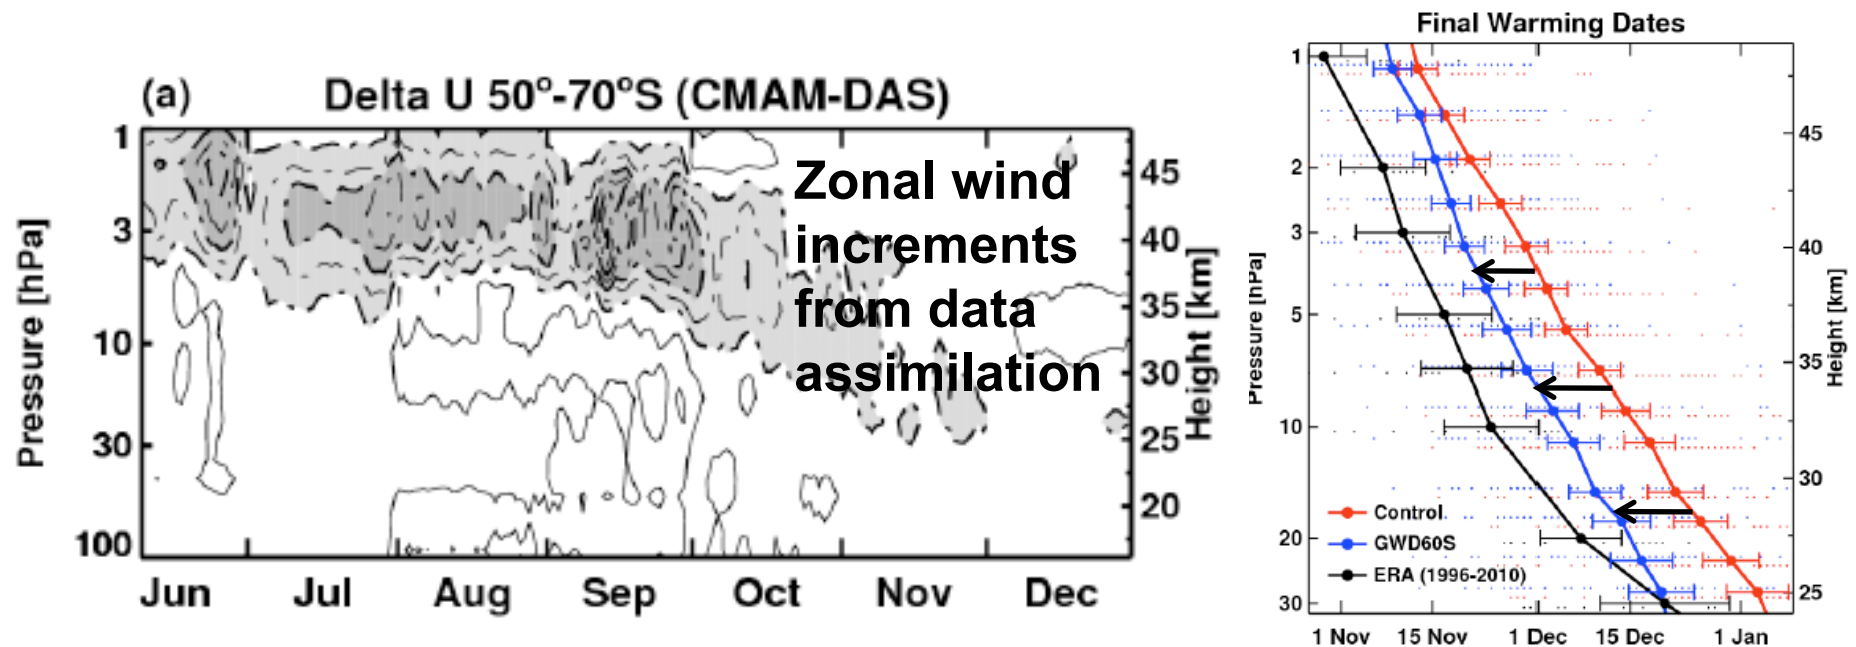 (a) Delta U 50°-70°S (CMAM-DAS)
Pressure [hPa]
1
3
10
30
100
Zonal wind
increments
from data
assimilation
45
40
35
30
25
20
Height [km]
Jun Jul Aug Sep Oct Nov Dec
Final Warming Dates
Pressure [hPa]
1
2
3
5
10
20
30
Control
GWD60S
ERA (1996-2010)
45
40
35
30
25
Height [km]
1 Nov 15 Nov 1 Dec 15 Dec 1 Jan